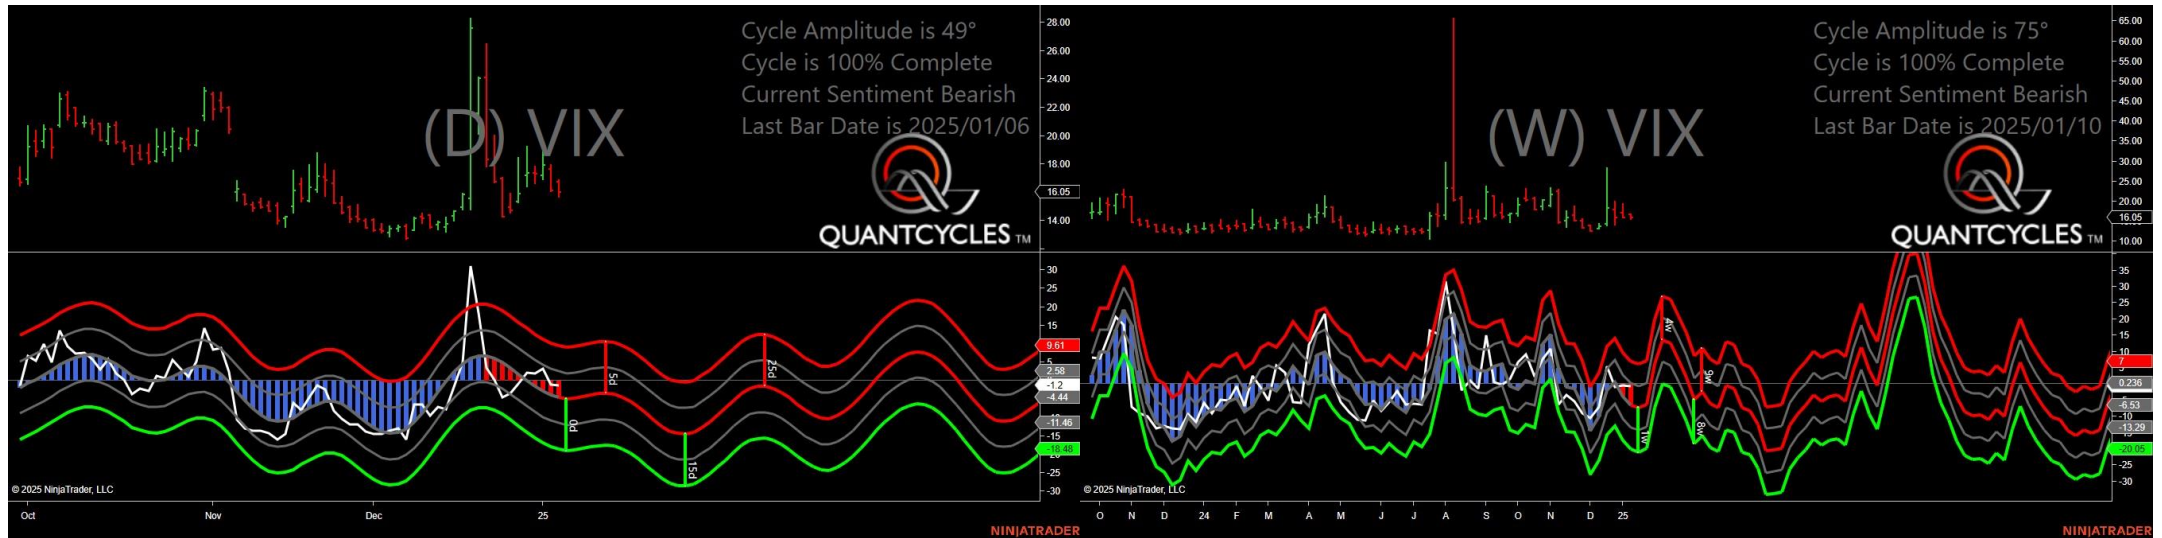 Cycle Amplitude is 49°
Cycle is 100% Complete
Current Sentiment Bearish
Last Bar Date is 2025/01/06
(D) VIX
QUANTCYCLES TM
28.00
26.00
24.00
22.00
20.00
18.00
16.05
14.00
30
25
20
15
9.61
5
2.58
-1.2
-4.44
-11.46
-15
-18.48
-25
-30
5d
25d
0d
15d
© 2025 NinjaTrader, LLC
Oct
Nov
Dec
25
NINJATRADER
Cycle Amplitude is 75°
Cycle is 100% Complete
Current Sentiment Bearish
Last Bar Date is 2025/01/10
(W) VIX
QUANTCYCLES TM
65.00
60.00
55.00
50.00
45.00
40.00
35.00
30.00
25.00
20.00
16.05
10.00
35
30
25
20
15
10
7
0.236
-6.53
-10
-13.29
-20.05
-25
-30
4w
9w
1w
8w
© 2025 NinjaTrader, LLC
O
N
D
24
F
M
A
M
J
J
A
S
O
N
D
25
NINJATRADER